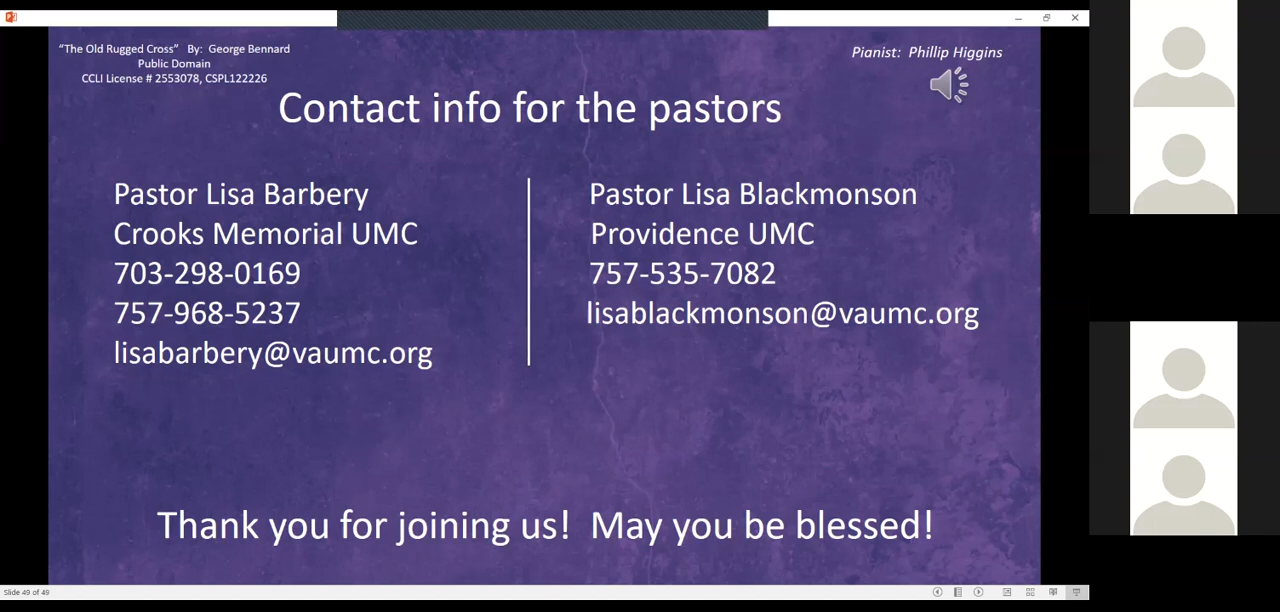 “The Old Rugged Cross” By: George Bennard
Public Domain
CCLI License # 2553078, CSPL122226
Pianist: Phillip Higgins
Contact info for the pastors
Pastor Lisa Barbery
Crooks Memorial UMC
703-298-0169
757-968-5237
lisabarbery@vaumc.org
Pastor Lisa Blackmonson
Providence UMC
757-535-7082
lisablackmonson@vaumc.org
Thank you for joining us! May you be blessed!
Slide 49 of 49